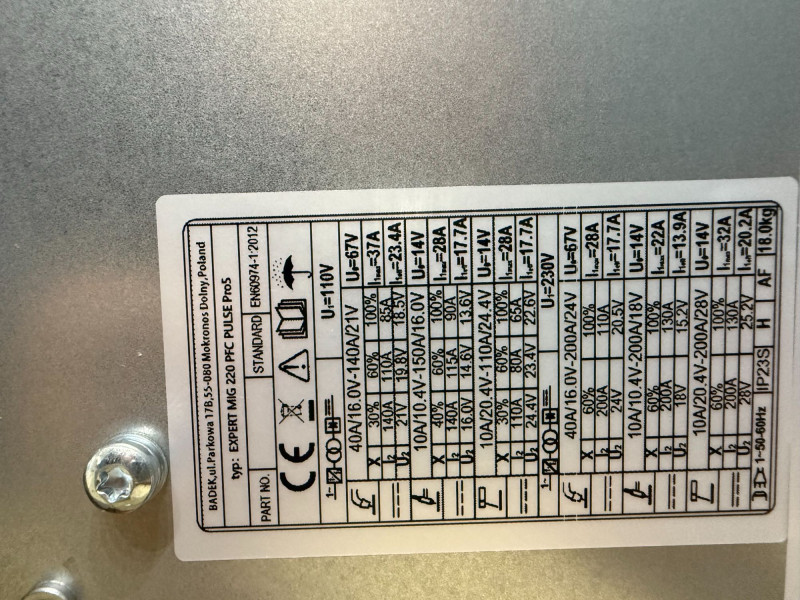 BADEK,ul.Parkowa 17B,55-080 Mokronos Dolny,Poland
typ: EXPERT MIG 220 PFC PULSE Pro5
PART NO. STANDARD EN60974-1:2012
CE
1~ U₁=110V
40A/16.0V-140A/21V U₀=67V
X 30% 60% 100% I₁max=37A
I₂ 140A 110A 85A I₁eff=23.4A
U₂ 21V 19.8V 18.5V
10A/10.4V-150A/16.0V U₀=14V
X 40% 60% 100% I₁max=28A
I₂ 140A 115A 90A I₁eff=17.7A
U₂ 16.0V 14.6V 13.6V
10A/20.4V-110A/24.4V U₀=14V
X 30% 60% 100% I₁max=28A
I₂ 110A 80A 65A I₁eff=17.7A
U₂ 24.4V 23.4V 22.6V
1~ U₁=230V
40A/16.0V-200A/24V U₀=67V
X 60% 100% I₁max=28A
I₂ 200A 110A I₁eff=17.7A
U₂ 24V 20.5V
10A/10.4V-200A/18V U₀=14V
X 60% 100% I₁max=22A
I₂ 200A 130A I₁eff=13.9A
U₂ 18V 15.2V
10A/20.4V-200A/28V U₀=14V
X 60% 100% I₁max=32A
I₂ 200A 130A I₁eff=20.2A
U₂ 28V 25.2V
1~50-60Hz IP23S H AF 18.0kg